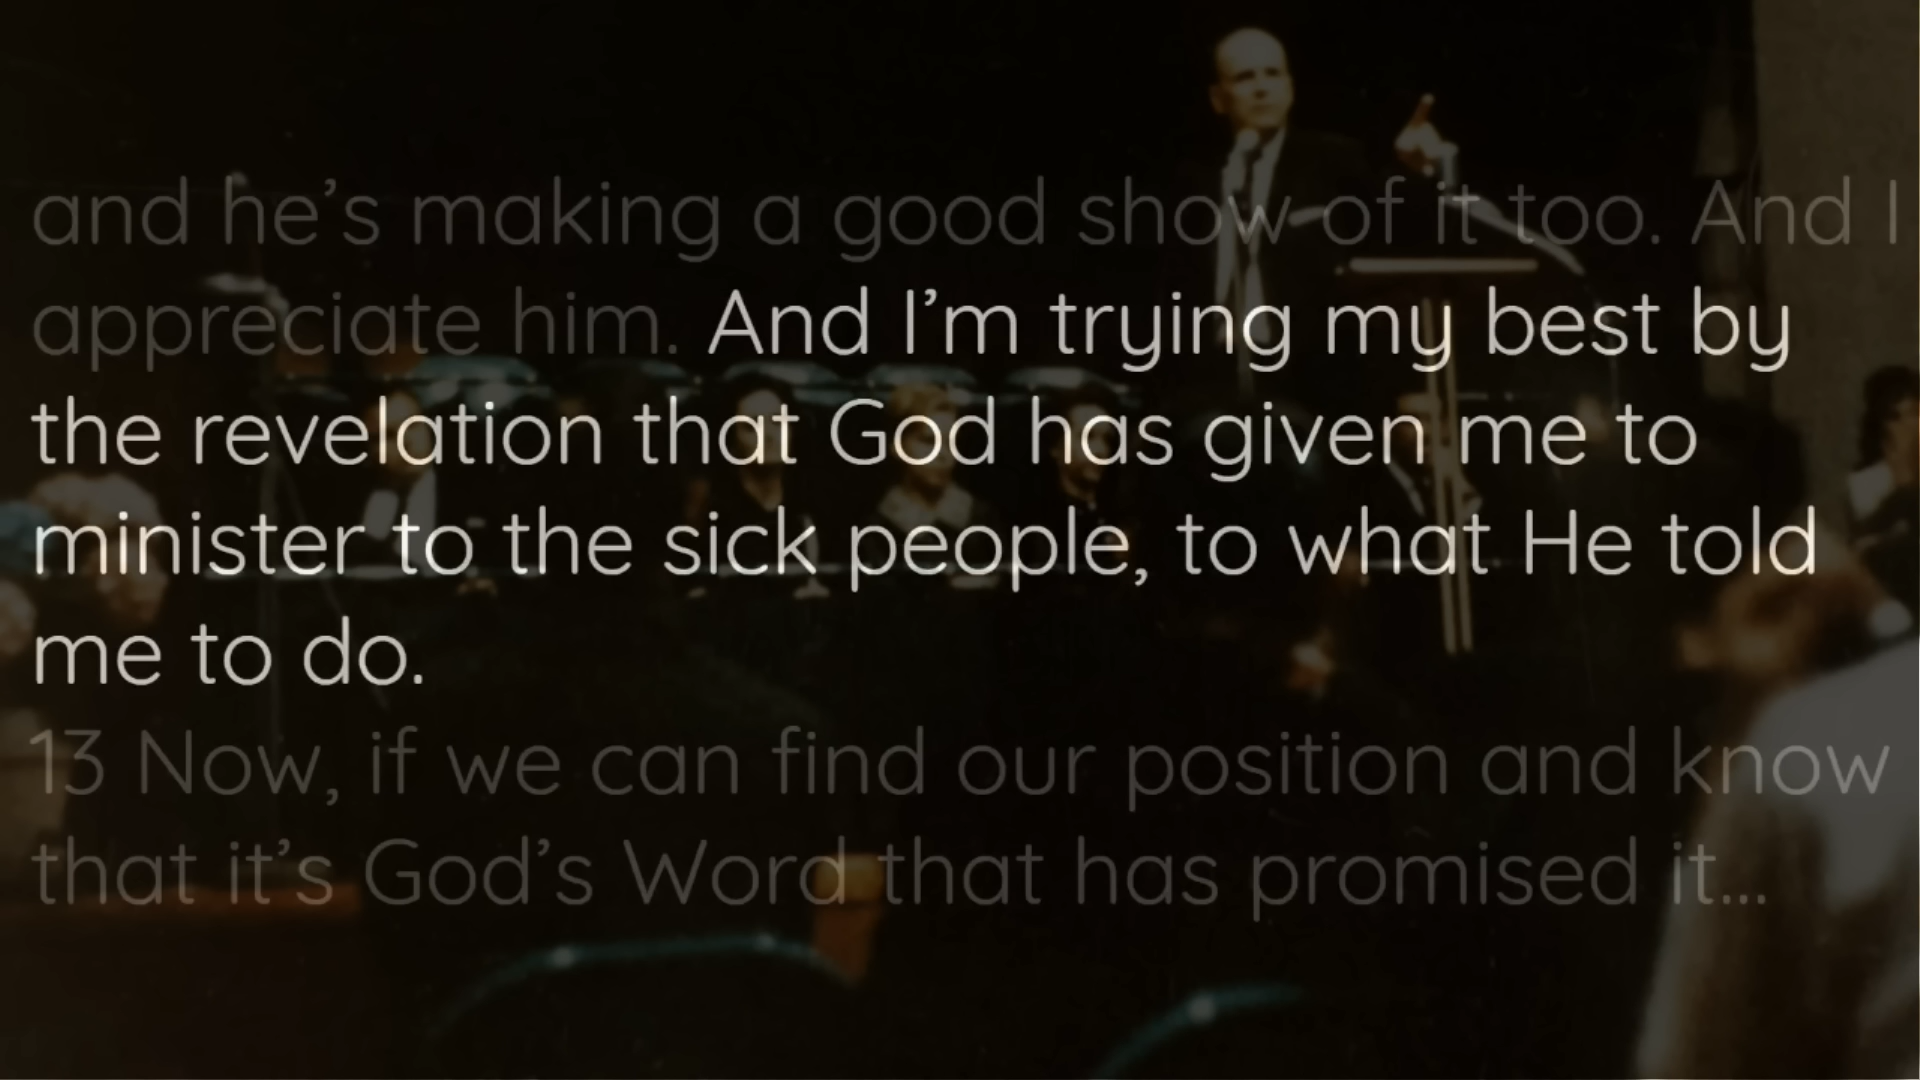 and he’s making a good show of it too. And I
appreciate him. And I’m trying my best by
the revelation that God has given me to
minister to the sick people, to what He told
me to do.
13 Now, if we can find our position and know
that it’s God’s Word that has promised it...